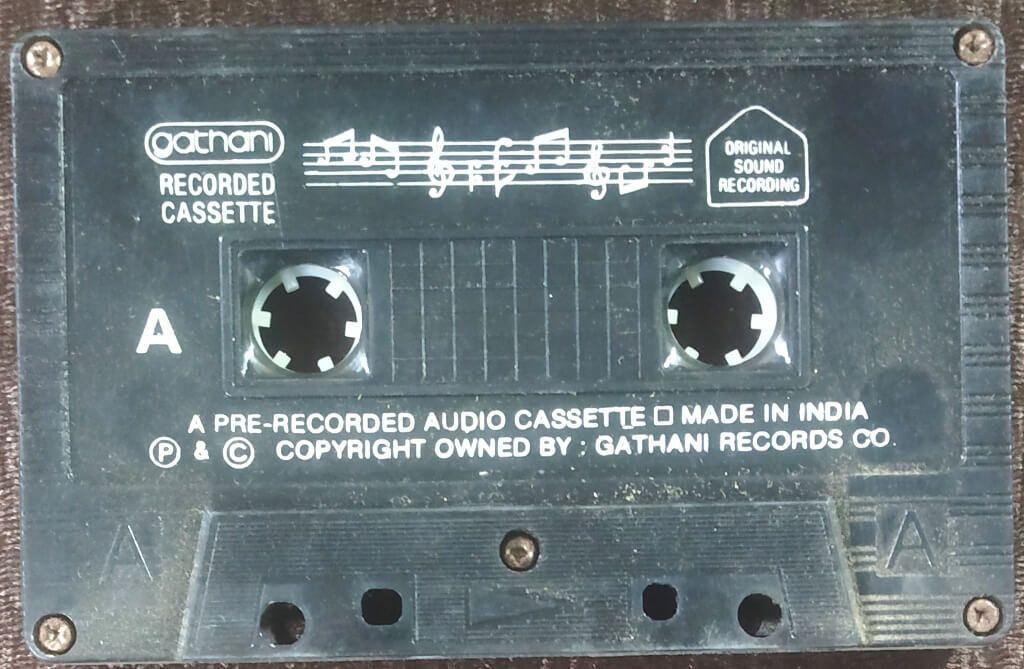 gathani
RECORDED
CASSETTE
ORIGINAL
SOUND
RECORDING
A
A PRE-RECORDED AUDIO CASSETTE □ MADE IN INDIA
Ⓟ & © COPYRIGHT OWNED BY : GATHANI RECORDS CO.
A
A